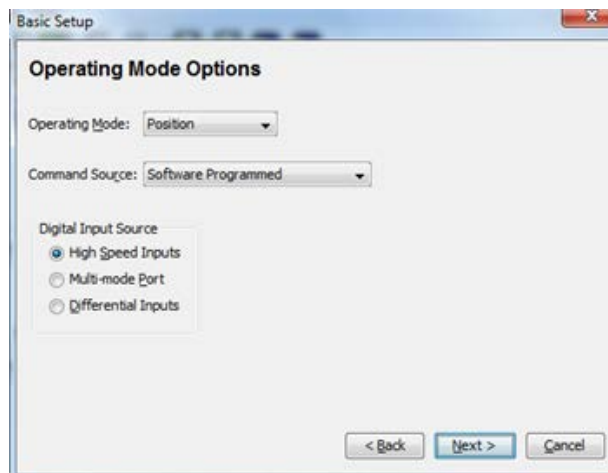 Basic Setup
Operating Mode Options
Operating Mode: Position
Command Source: Software Programmed
Digital Input Source
High Speed Inputs
Multi-mode Port
Differential Inputs
< Back Next > Cancel